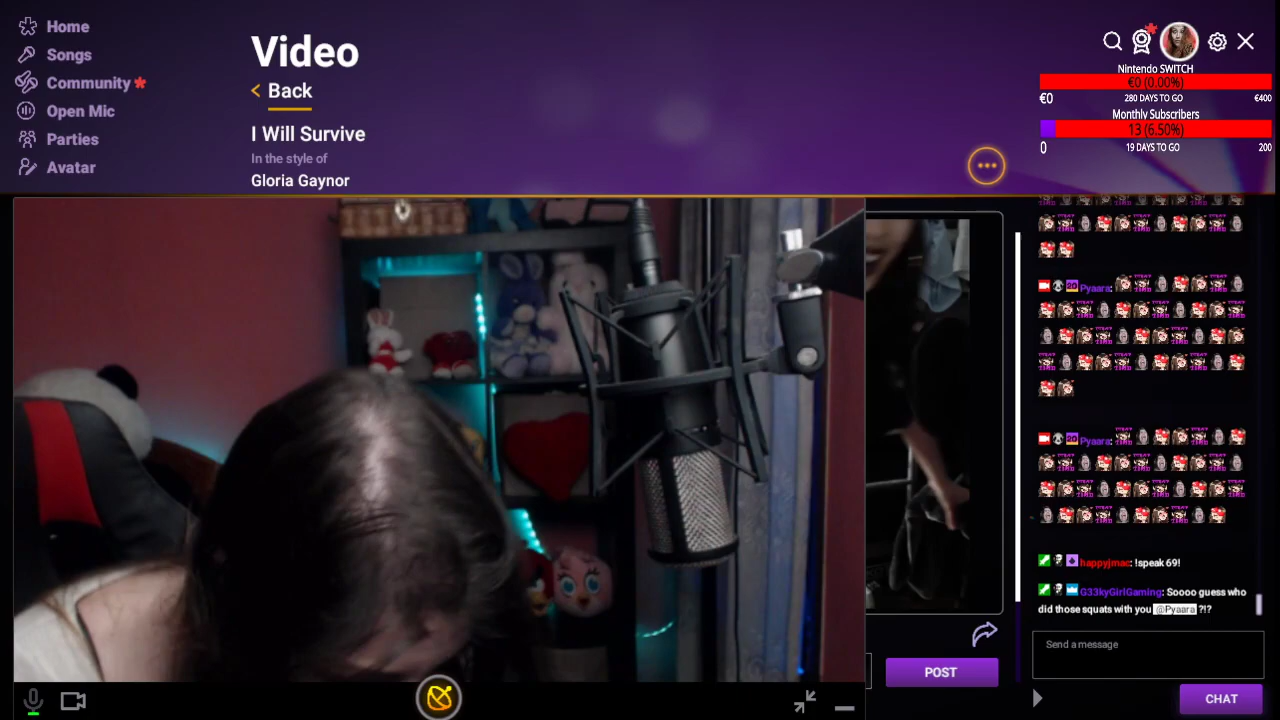 Home
Songs
Community
Open Mic
Parties
Avatar
Video
Back
I Will Survive
In the style of
Gloria Gaynor
Nintendo SWITCH
€0 (0.00%)
€0
280 DAYS TO GO
€400
Monthly Subscribers
13 (6.50%)
0
19 DAYS TO GO
200
20 Pyaara:
20 Pyaara:
happyjmac: !speak 69!
G33kyGirlGaming: Soooo guess who
did those squats with you @Pyaara ?!?
Send a message
POST
CHAT